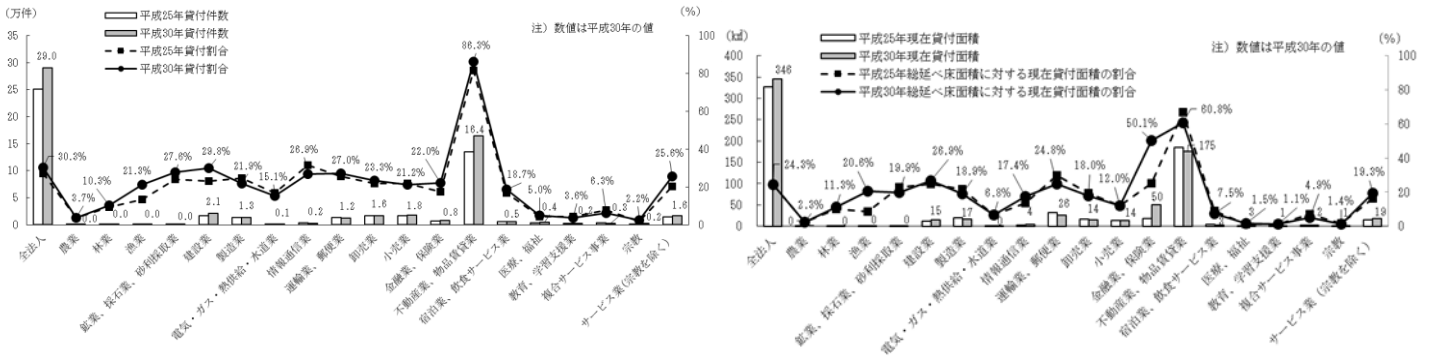 (万件)
平成25年貸付件数
平成30年貸付件数
平成25年貸付割合
平成30年貸付割合
注）数値は平成30年の値
(%)
35
30
25
20
15
10
5
0
100
80
60
40
20
0
29.0
30.3%
3.7%
0.0
10.3%
0.0
21.3%
0.0
27.6%
0.0
29.8%
2.1
21.9%
1.3
15.1%
0.1
26.9%
0.2
27.0%
1.2
23.3%
1.6
21.2%
1.8
22.0%
0.8
86.3%
16.4
18.7%
0.5
5.0%
0.4
3.6%
0.2
6.3%
0.3
2.2%
0.2
25.6%
1.6
全法人
農業
林業
漁業
鉱業、採石業、砂利採取業
建設業
製造業
電気・ガス・熱供給・水道業
情報通信業
運輸業、郵便業
卸売業
小売業
金融業、保険業
不動産業、物品賃貸業
宿泊業、飲食サービス業
医療、福祉
教育、学習支援業
複合サービス事業
宗教
サービス業(宗教を除く)
(k㎡)
平成25年現在貸付面積
平成30年現在貸付面積
平成25年総延べ床面積に対する現在貸付面積の割合
平成30年総延べ床面積に対する現在貸付面積の割合
注）数値は平成30年の値
(%)
400
350
300
250
200
150
100
50
0
100
80
60
40
20
0
346
24.3%
0
2.3%
0
11.3%
0
20.6%
0
19.9%
26.9%
15
18.9%
17
6.8%
17.4%
4
24.8%
26
18.0%
14
12.0%
14
50.1%
50
60.8%
175
7.5%
3
1.5%
1.1%
4.9%
1.4%
1
19.3%
19
全法人
農業
林業
漁業
鉱業、採石業、砂利採取業
建設業
製造業
電気・ガス・熱供給・水道業
情報通信業
運輸業、郵便業
卸売業
小売業
金融業、保険業
不動産業、物品賃貸業
宿泊業、飲食サービス業
医療、福祉
教育、学習支援業
複合サービス事業
宗教
サービス業(宗教を除く)